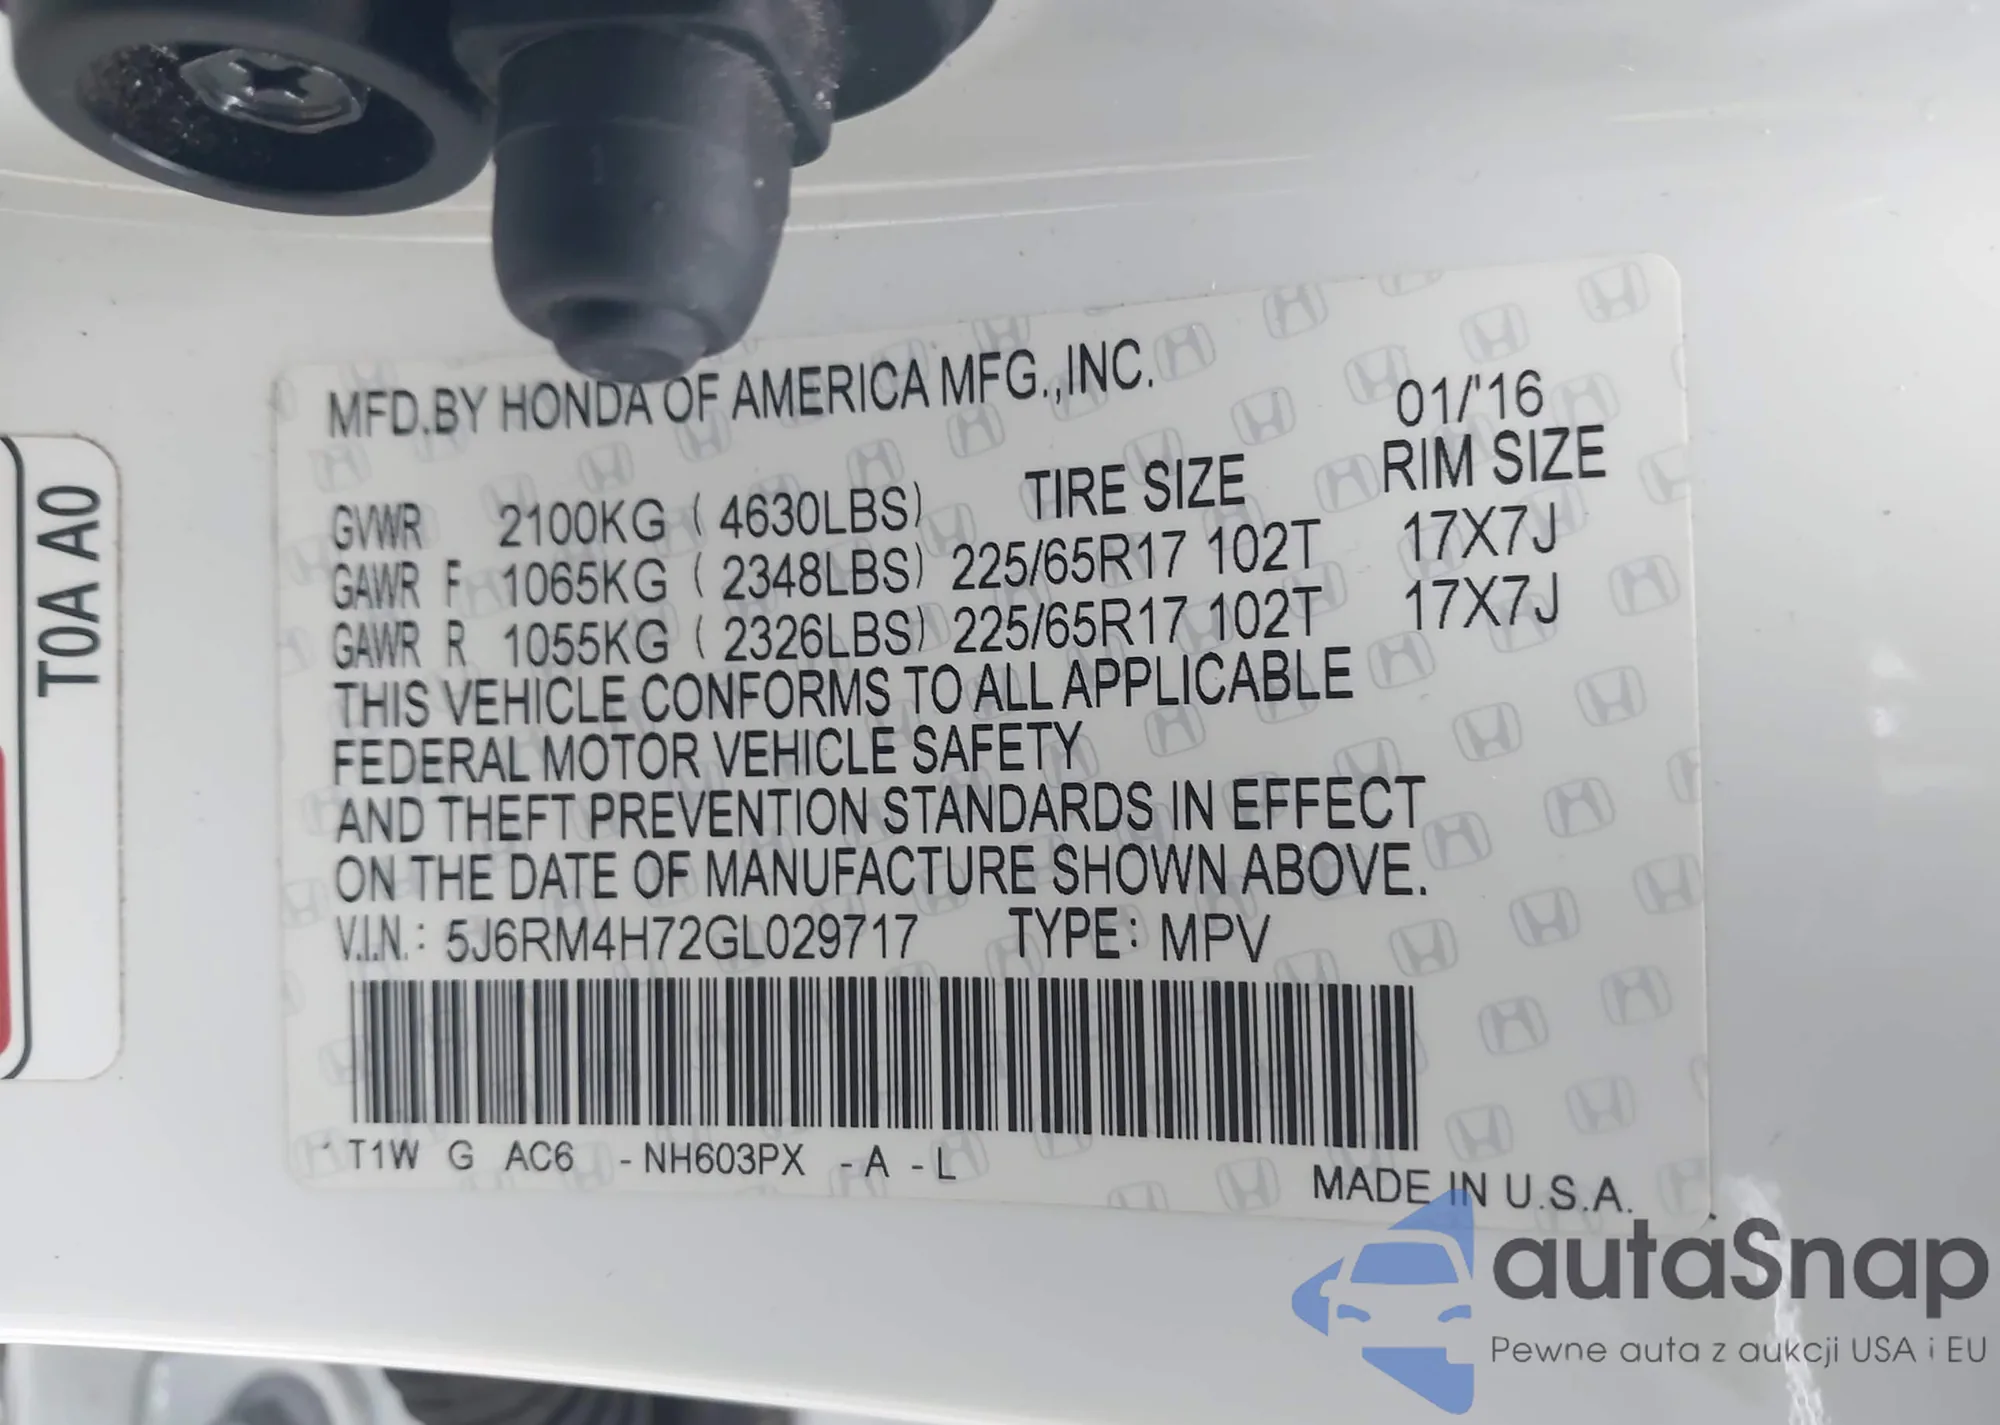 MFD.BY HONDA OF AMERICA MFG.,INC.
01/'16
TIRE SIZE RIM SIZE
GVWR 2100KG ( 4630LBS)
GAWR F 1065KG ( 2348LBS) 225/65R17 102T 17X7J
GAWR R 1055KG ( 2326LBS) 225/65R17 102T 17X7J
THIS VEHICLE CONFORMS TO ALL APPLICABLE
FEDERAL MOTOR VEHICLE SAFETY
AND THEFT PREVENTION STANDARDS IN EFFECT
ON THE DATE OF MANUFACTURE SHOWN ABOVE.
V.I.N.: 5J6RM4H72GL029717 TYPE: MPV
T1W G AC6 -NH603PX -A -L
MADE IN U.S.A.
T0A A0
autaSnap
Pewne auta z aukcji USA i EU